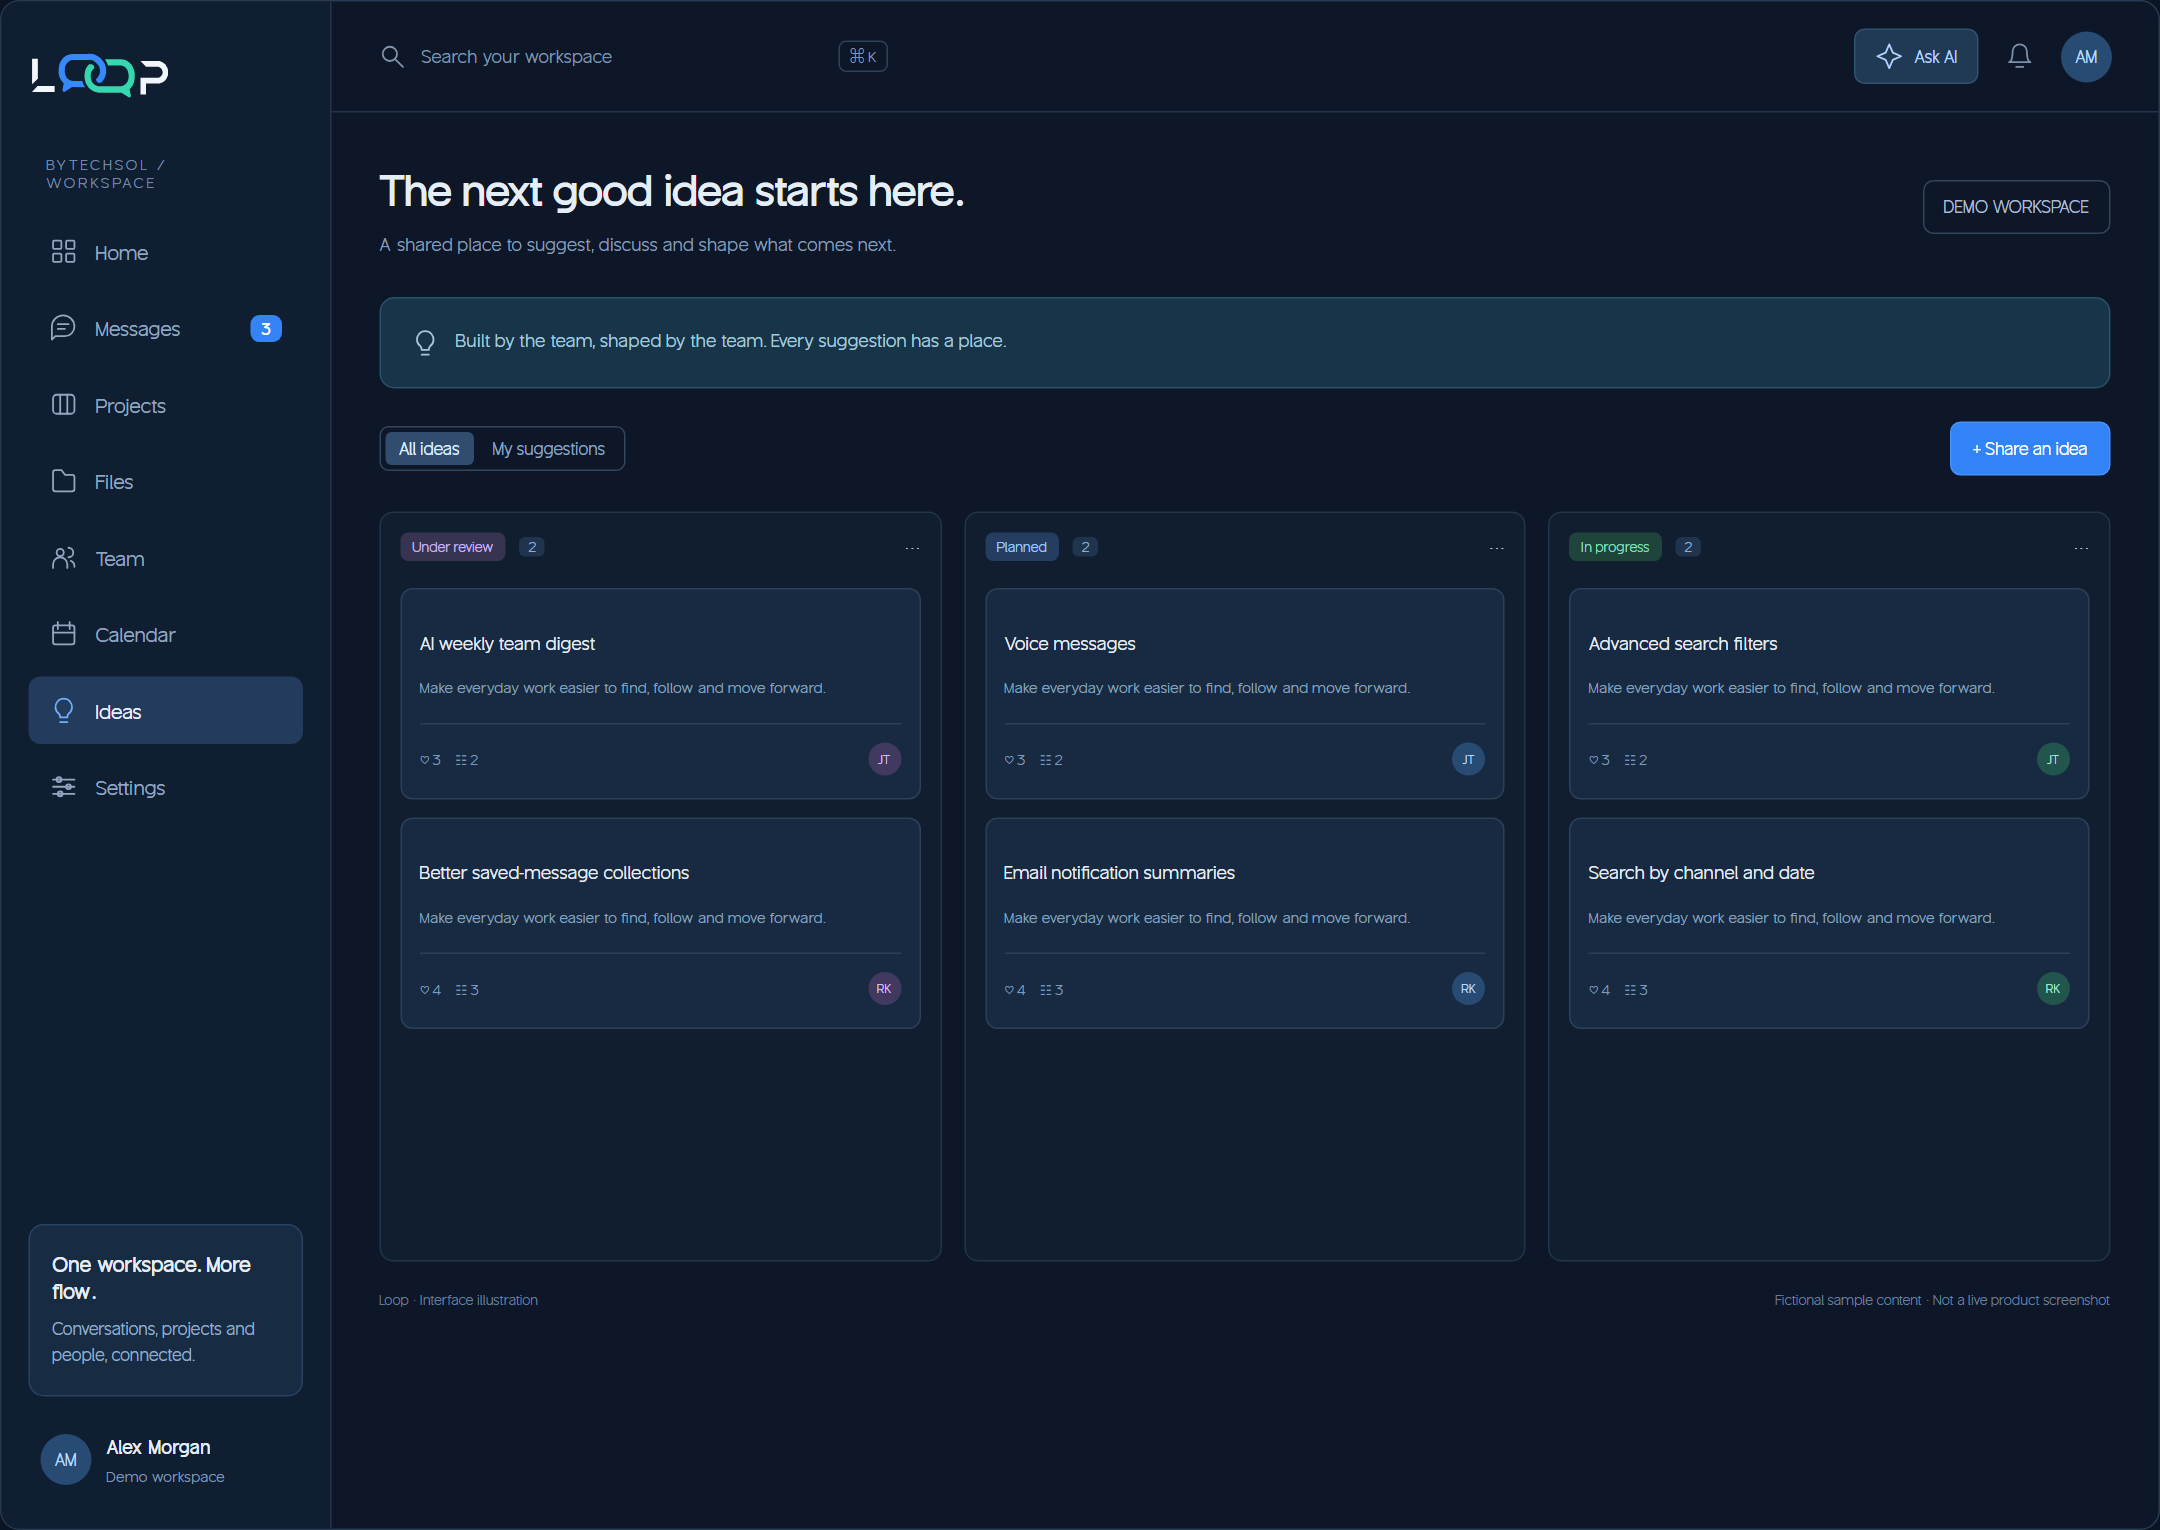 LOOP
BYTECHSOL /
WORKSPACE
Home
Messages
3
Projects
Files
Team
Calendar
Ideas
Settings
One workspace. More
flow.
Conversations, projects and
people, connected.
AM
Alex Morgan
Demo workspace
Search your workspace
⌘ K
Ask AI
AM
The next good idea starts here.
A shared place to suggest, discuss and shape what comes next.
DEMO WORKSPACE
Built by the team, shaped by the team. Every suggestion has a place.
All ideas
My suggestions
+ Share an idea
Under review
2
...
AI weekly team digest
Make everyday work easier to find, follow and move forward.
♡ 3 ☷ 2
JT
Better saved-message collections
Make everyday work easier to find, follow and move forward.
♡ 4 ☷ 3
RK
Planned
2
...
Voice messages
Make everyday work easier to find, follow and move forward.
♡ 3 ☷ 2
JT
Email notification summaries
Make everyday work easier to find, follow and move forward.
♡ 4 ☷ 3
RK
In progress
2
...
Advanced search filters
Make everyday work easier to find, follow and move forward.
♡ 3 ☷ 2
JT
Search by channel and date
Make everyday work easier to find, follow and move forward.
♡ 4 ☷ 3
RK
Loop · Interface illustration
Fictional sample content · Not a live product screenshot